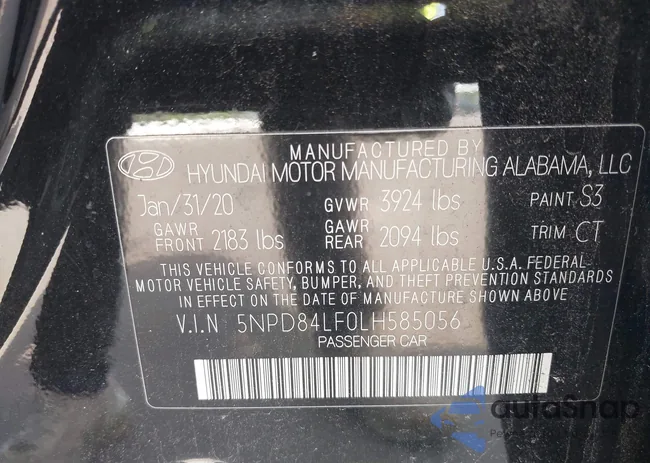 MANUFACTURED BY
HYUNDAI MOTOR MANUFACTURING ALABAMA, LLC
Jan/31/20 GVWR 3924 lbs PAINT S3
GAWR FRONT 2183 lbs GAWR REAR 2094 lbs TRIM CT
THIS VEHICLE CONFORMS TO ALL APPLICABLE U.S.A. FEDERAL
MOTOR VEHICLE SAFETY, BUMPER, AND THEFT PREVENTION STANDARDS
IN EFFECT ON THE DATE OF MANUFACTURE SHOWN ABOVE
V.I.N 5NPD84LF0LH585056
PASSENGER CAR
autoSnap